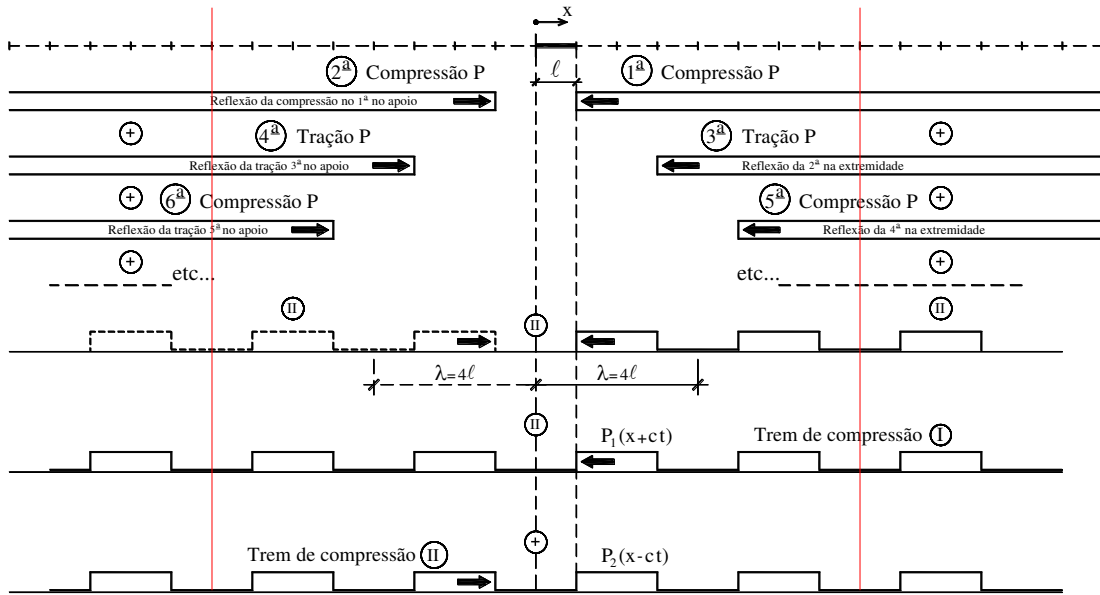 x
2ª Compressão P
ℓ
1ª Compressão P
Reflexão da compressão no 1ª no apoio
+ 4ª Tração P
3ª Tração P +
Reflexão da tração 3ª no apoio
Reflexão da 2ª na extremidade
+ 6ª Compressão P
5ª Compressão P +
Reflexão da tração 5ª no apoio
Reflexão da 4ª na extremidade
+ etc...
etc... +
II
II
II
λ=4ℓ
λ=4ℓ
II
P₁(x+ct)
Trem de compressão I
+
Trem de compressão II
P₂(x-ct)